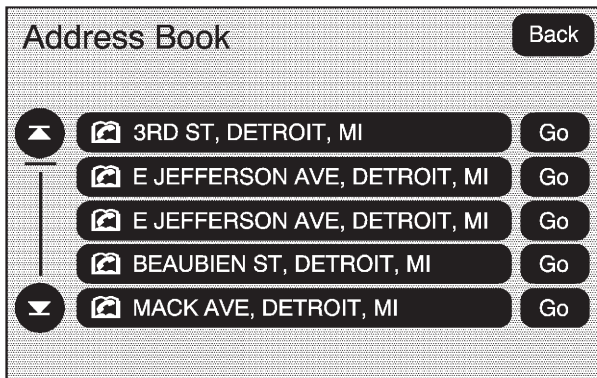 Address Book Back
3RD ST, DETROIT, MI Go
E JEFFERSON AVE, DETROIT, MI Go
E JEFFERSON AVE, DETROIT, MI Go
BEAUBIEN ST, DETROIT, MI Go
MACK AVE, DETROIT, MI Go